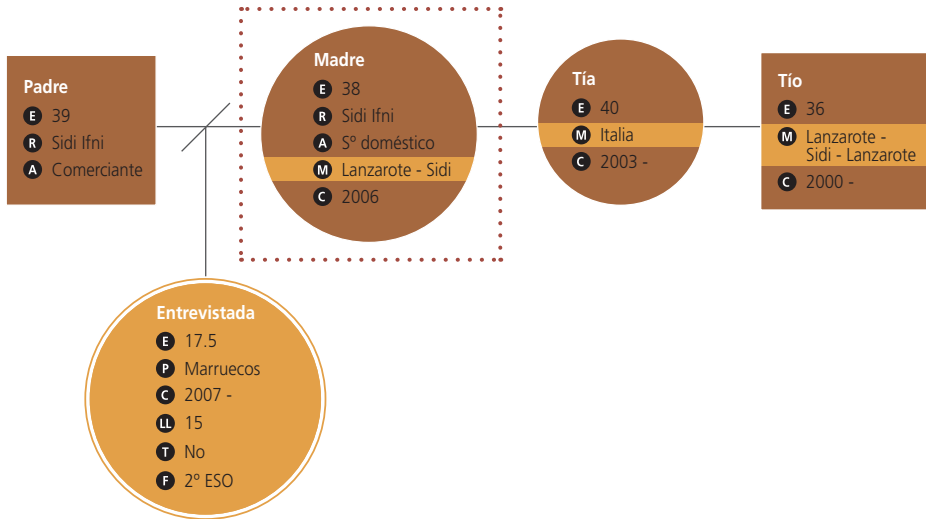 Padre
E 39
R Sidi Ifni
A Comerciante
Madre
E 38
R Sidi Ifni
A Sº doméstico
M Lanzarote - Sidi
C 2006
Tía
E 40
M Italia
C 2003 -
Tío
E 36
M Lanzarote -
Sidi - Lanzarote
C 2000 -
Entrevistada
E 17.5
P Marruecos
C 2007 -
LL 15
T No
F 2º ESO